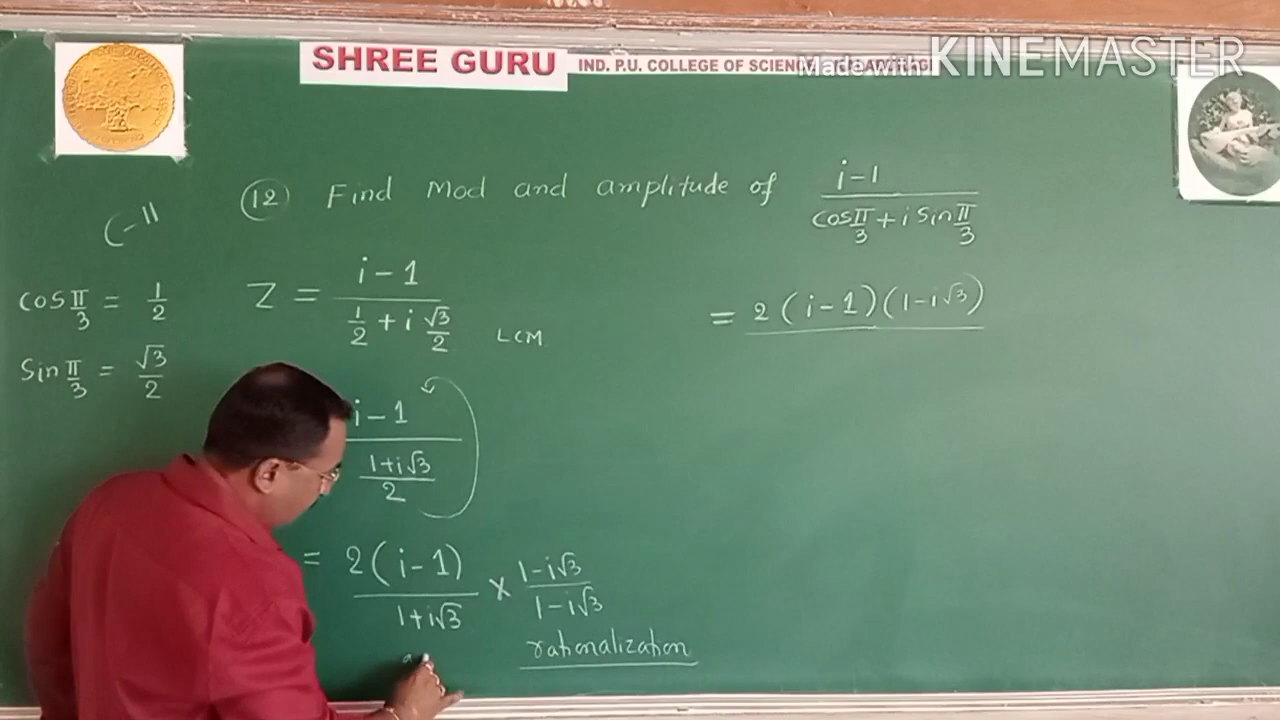 SHREE GURU IND. P.U. COLLEGE OF SCIENCE
Made with KINEMASTER
(12) Find Mod and amplitude of (i-1)/(cos π/3 + i Sin π/3)
cos π/3 = 1/2
Sin π/3 = √3/2
Z = (i-1)/(1/2 + i √3/2) LCM
i-1/((1+i√3)/2)
= 2(i-1)/(1+i√3) × (1-i√3)/(1-i√3)
rationalization
= 2(i-1)(1-i√3)